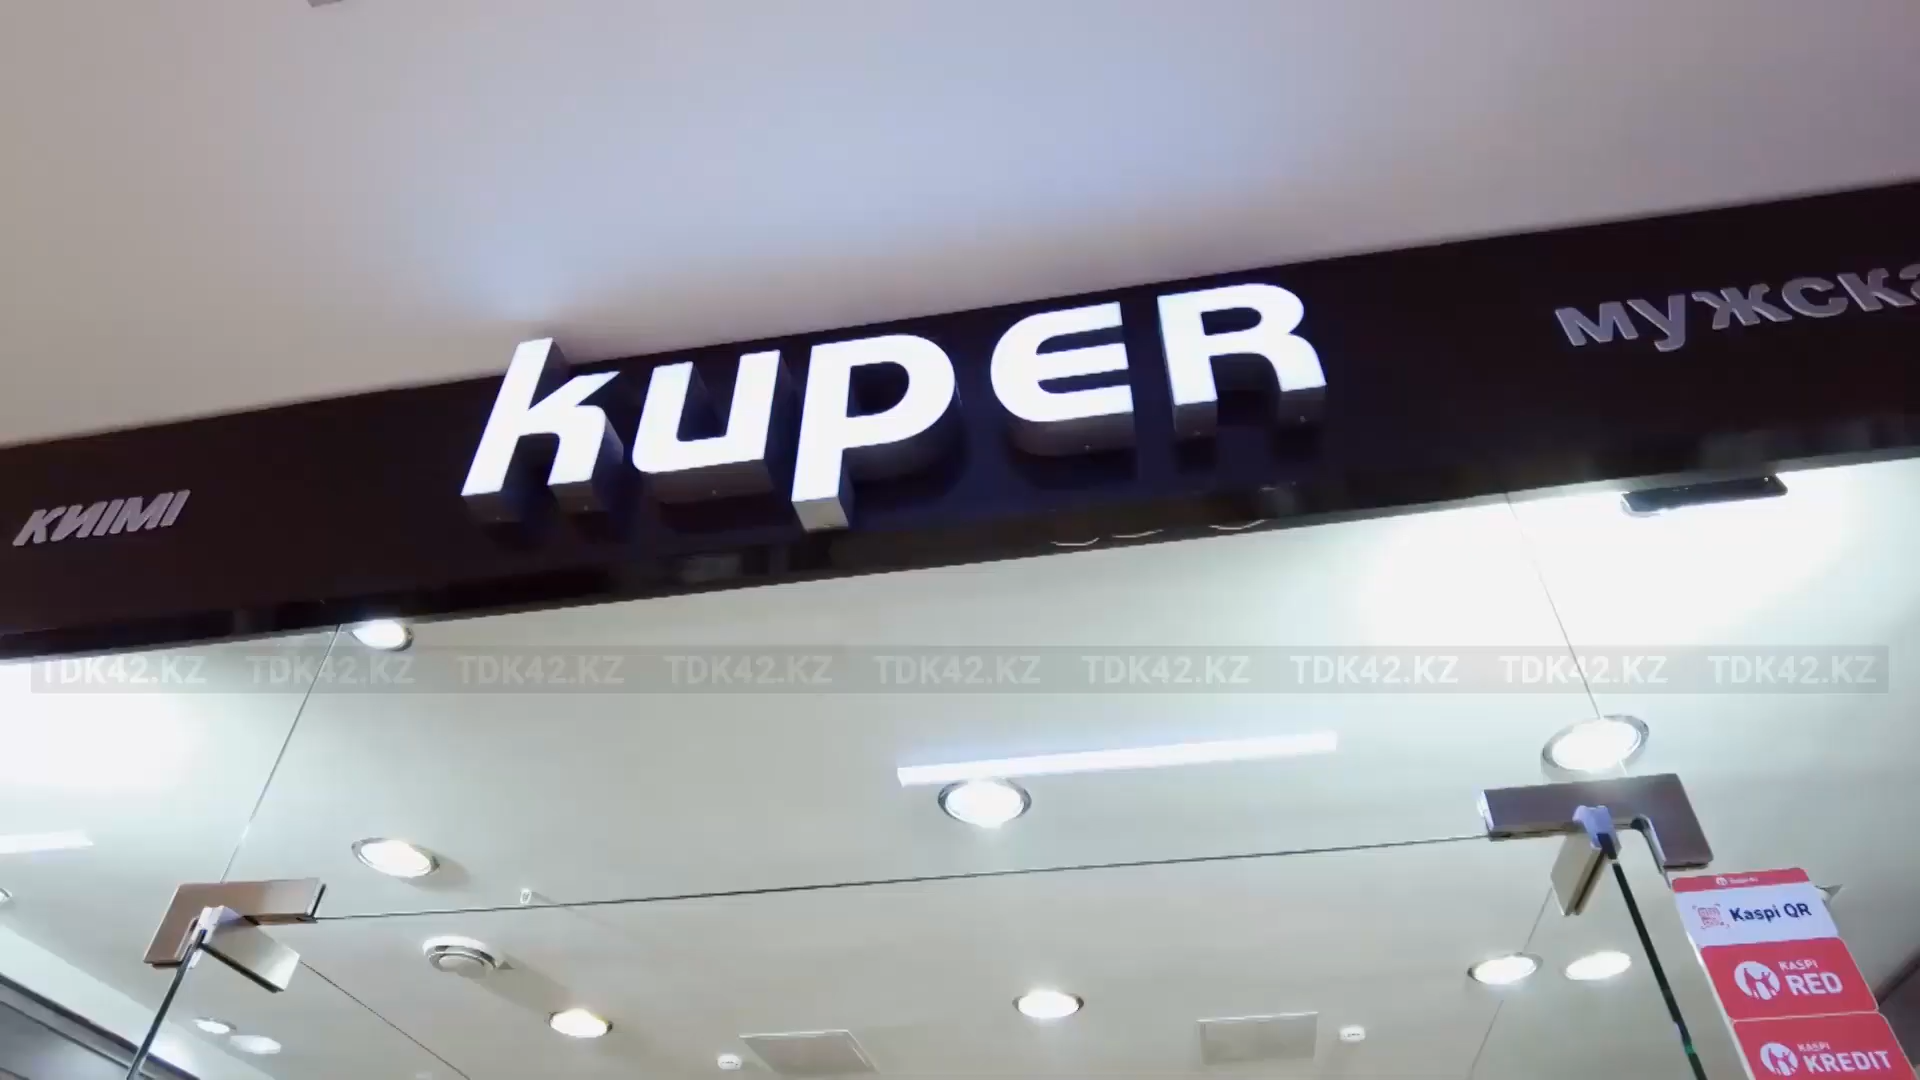 киімі
kupER
мужска
TDK42.KZ TDK42.KZ TDK42.KZ TDK42.KZ TDK42.KZ TDK42.KZ TDK42.KZ TDK42.KZ TDK42.KZ
Kaspi QR
KASPI
RED
KASPI
KREDIT